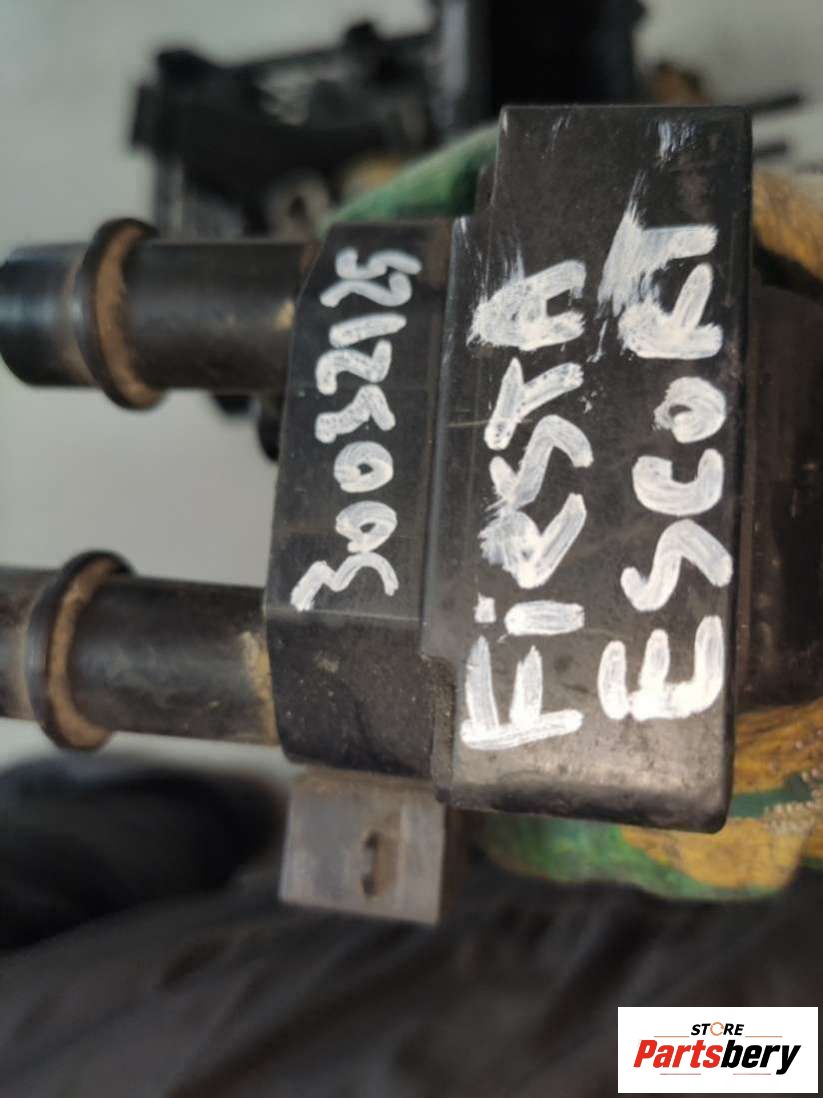 30032125
FiESTA
ESCORT
STORE
Partsbery